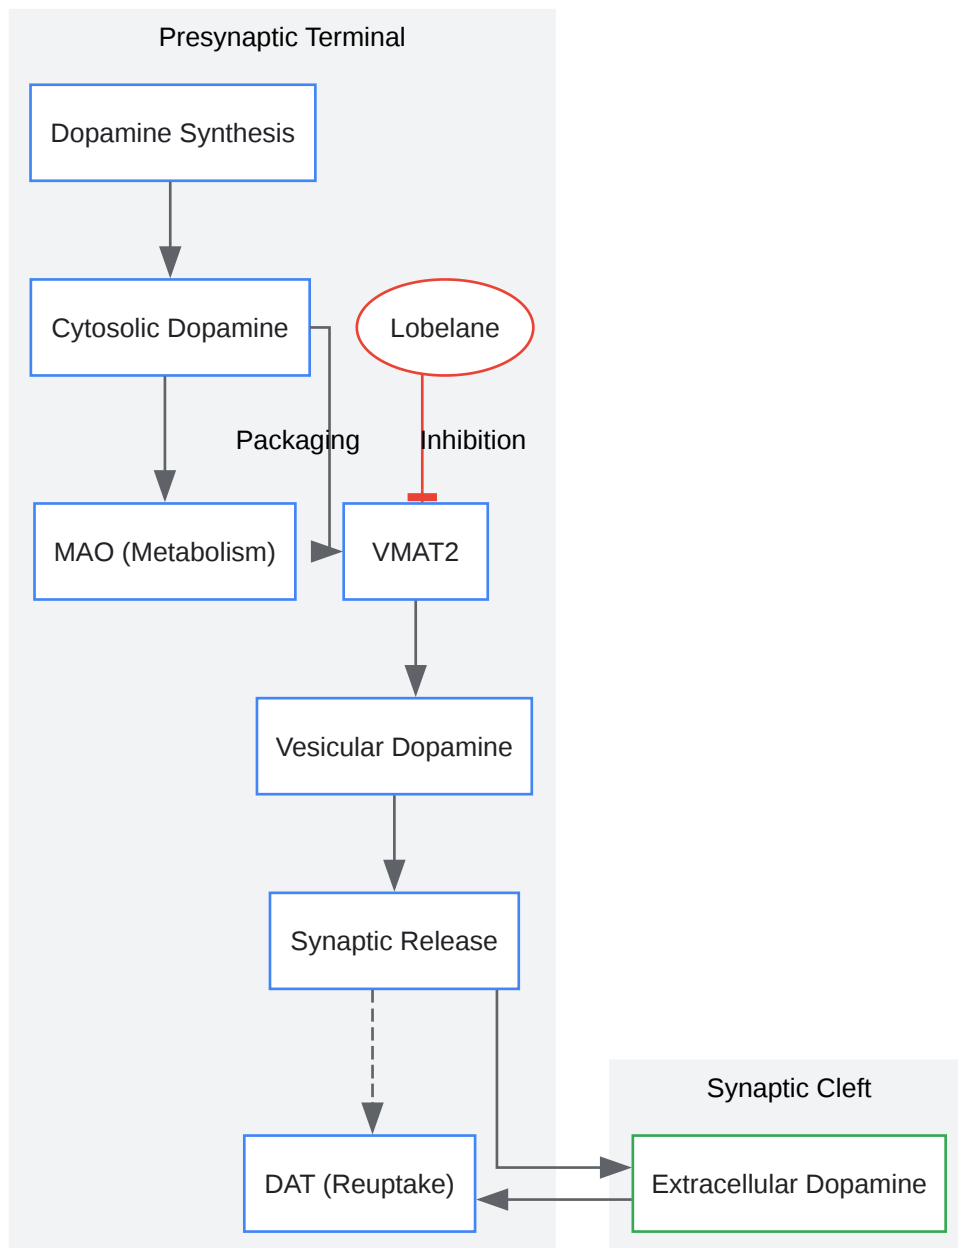 Presynaptic Terminal
Dopamine Synthesis
Cytosolic Dopamine
Lobelane
Packaging
Inhibition
MAO (Metabolism)
VMAT2
Vesicular Dopamine
Synaptic Release
Synaptic Cleft
DAT (Reuptake)
Extracellular Dopamine